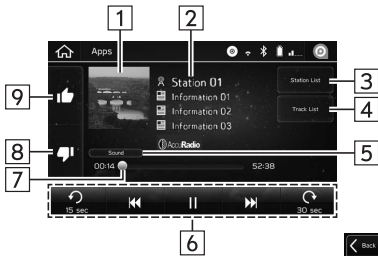 1
2
Apps
Station 01
Information 01
Information 02
Information 03
Station List
3
Track List
4
9
AccuRadio
8
Sound
5
00:14
52:38
7
15 sec
30 sec
6
Back